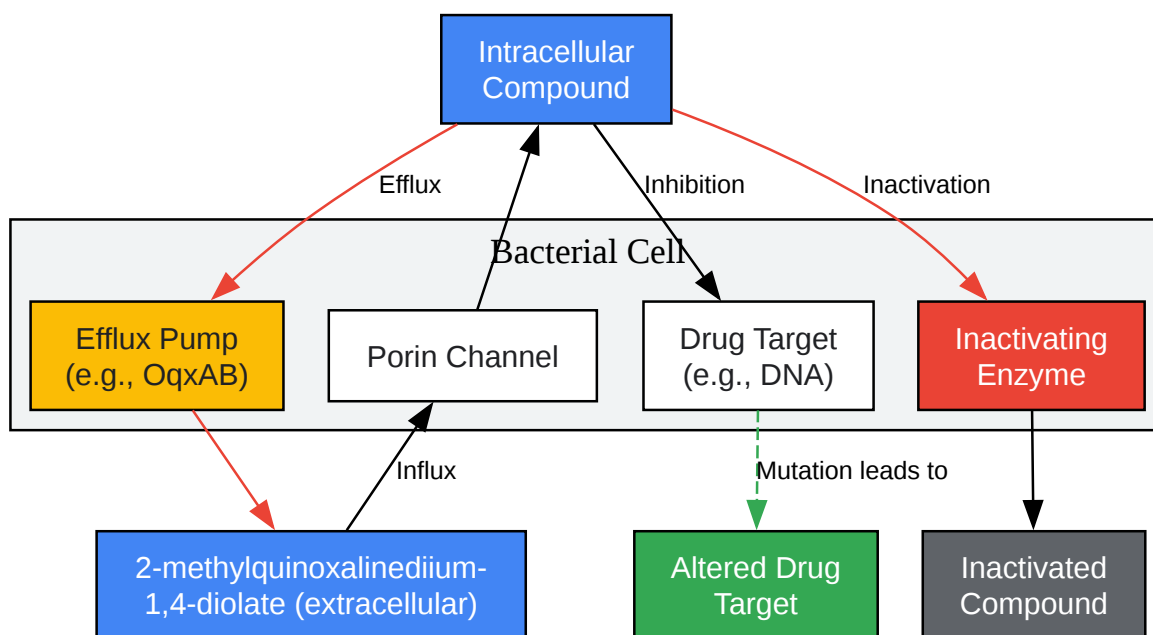 Intracellular
Compound
Efflux
Inhibition
Inactivation
Bacterial Cell
Efflux Pump
(e.g., OqxAB)
Porin Channel
Drug Target
(e.g., DNA)
Inactivating
Enzyme
Influx
Mutation leads to
2-methylquinoxalinediium-
1,4-diolate (extracellular)
Altered Drug
Target
Inactivated
Compound